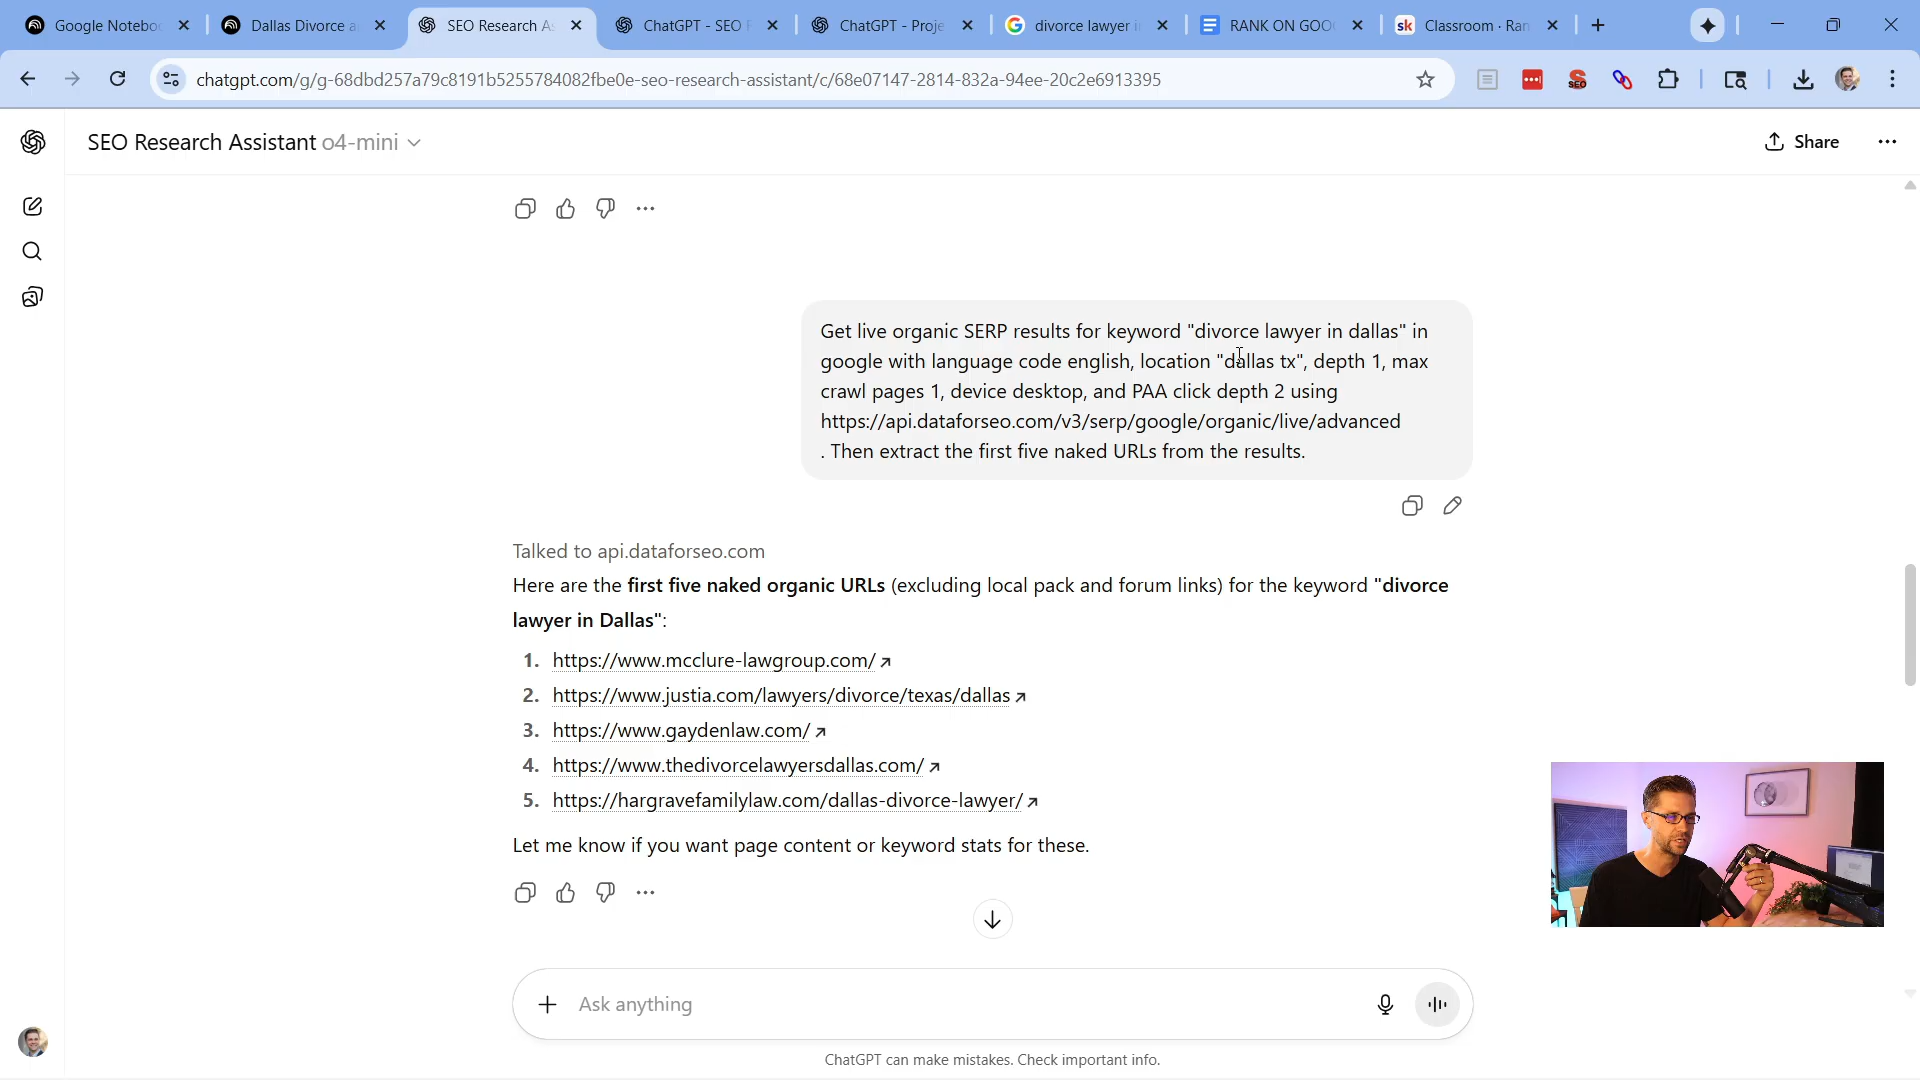 Google Notebo
Dallas Divorce a
SEO Research As
ChatGPT - SEO
ChatGPT - Proje
divorce lawyer i
RANK ON GOO
sk
Classroom · Ran
chatgpt.com/g/g-68dbd257a79c8191b5255784082fbe0e-seo-research-assistant/c/68e07147-2814-832a-94ee-20c2e6913395
SEO
SEO Research Assistant o4-mini
Share
Get live organic SERP results for keyword "divorce lawyer in dallas" in
google with language code english, location "dallas tx", depth 1, max
crawl pages 1, device desktop, and PAA click depth 2 using
https://api.dataforseo.com/v3/serp/google/organic/live/advanced
. Then extract the first five naked URLs from the results.
Talked to api.dataforseo.com
Here are the first five naked organic URLs (excluding local pack and forum links) for the keyword "divorce
lawyer in Dallas":
1. https://www.mcclure-lawgroup.com/
2. https://www.justia.com/lawyers/divorce/texas/dallas
3. https://www.gaydenlaw.com/
4. https://www.thedivorcelawyersdallas.com/
5. https://hargravefamilylaw.com/dallas-divorce-lawyer/
Let me know if you want page content or keyword stats for these.
Ask anything
ChatGPT can make mistakes. Check important info.